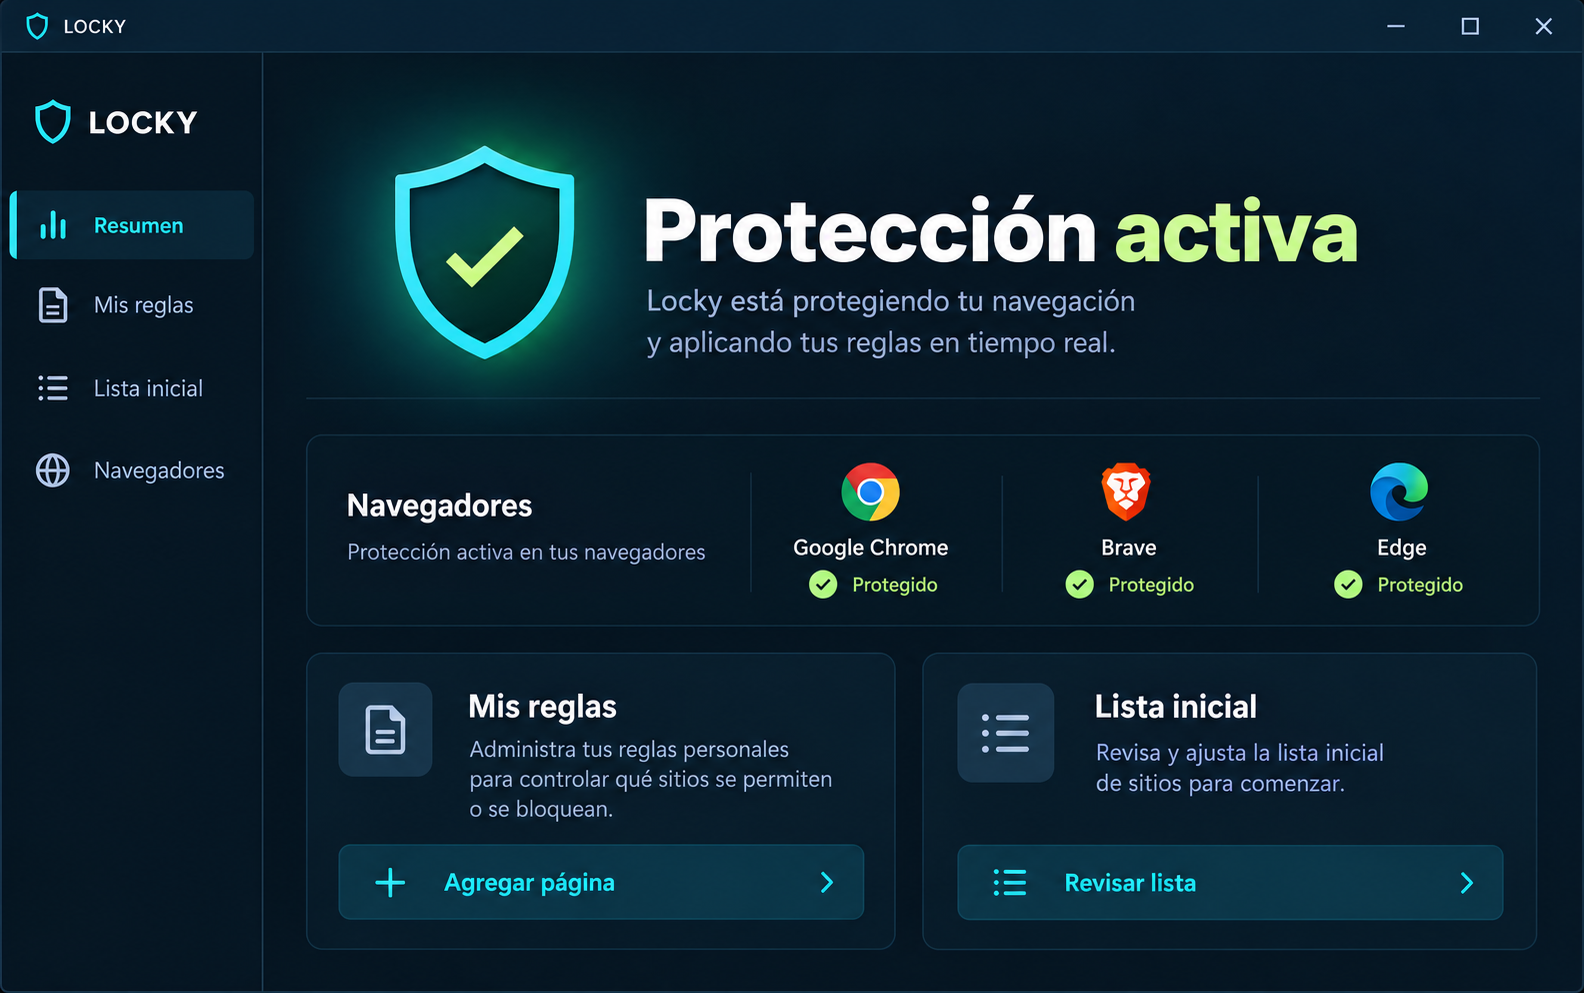 LOCKY
LOCKY
Resumen
Mis reglas
Lista inicial
Navegadores
Protección activa
Locky está protegiendo tu navegación
y aplicando tus reglas en tiempo real.
Navegadores
Protección activa en tus navegadores
Google Chrome
Protegido
Brave
Protegido
Edge
Protegido
Mis reglas
Administra tus reglas personales
para controlar qué sitios se permiten
o se bloquean.
Agregar página
Lista inicial
Revisa y ajusta la lista inicial
de sitios para comenzar.
Revisar lista